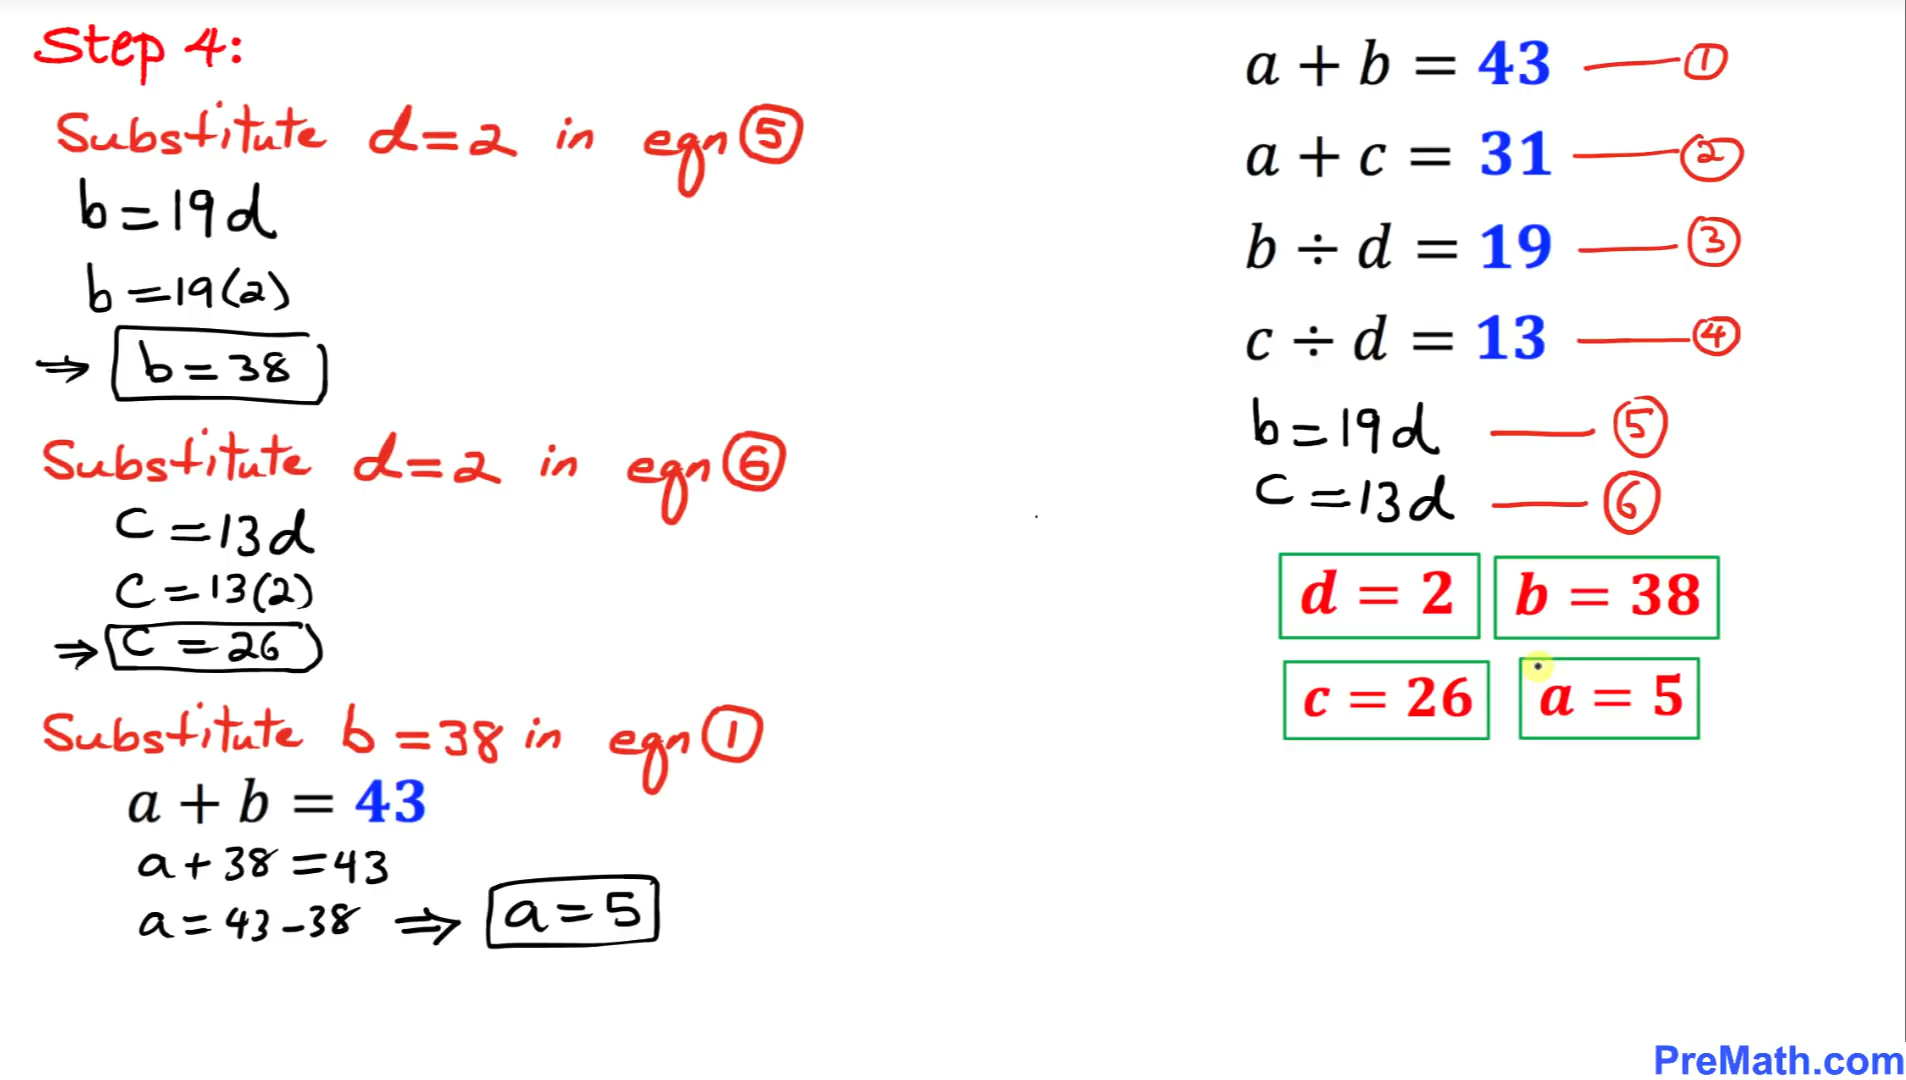 Step 4:
Substitute d=2 in eqn ⑤
b=19d
b=19(2)
⇒ b=38
Substitute d=2 in eqn ⑥
C=13d
C=13(2)
⇒ C=26
Substitute b=38 in eqn ①
a + b = 43
a+38=43
a=43-38 ⇒ a=5
a + b = 43 — ①
a + c = 31 — ②
b ÷ d = 19 — ③
c ÷ d = 13 — ④
b=19d — ⑤
C=13d — ⑥
d = 2 b = 38
c = 26 a = 5
PreMath.com